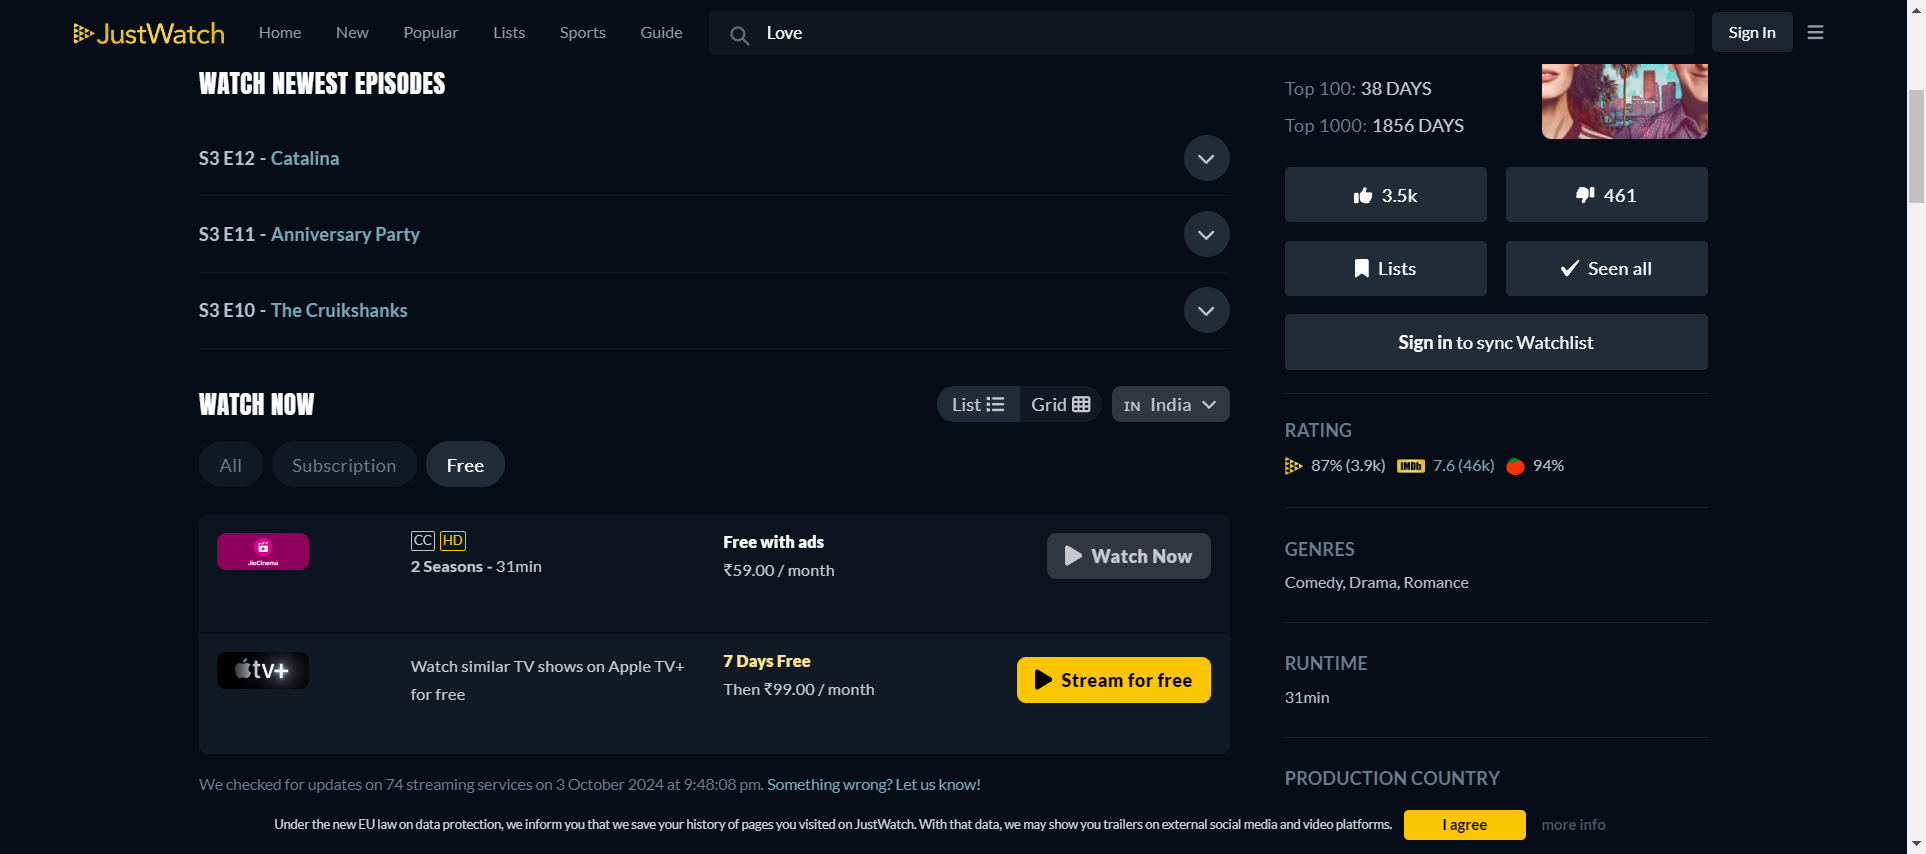 JustWatch Home New Popular Lists Sports Guide Love Sign In
WATCH NEWEST EPISODES
S3 E12 - Catalina
S3 E11 - Anniversary Party
S3 E10 - The Cruikshanks
WATCH NOW
List Grid IN India
All Subscription Free
JioCinema
CC HD
2 Seasons - 31min
Free with ads
₹59.00 / month
Watch Now
tv+
Watch similar TV shows on Apple TV+
for free
7 Days Free
Then ₹99.00 / month
Stream for free
We checked for updates on 74 streaming services on 3 October 2024 at 9:48:08 pm. Something wrong? Let us know!
Top 100: 38 DAYS
Top 1000: 1856 DAYS
3.5k 461
Lists Seen all
Sign in to sync Watchlist
RATING
87% (3.9k) IMDb 7.6 (46k) 94%
GENRES
Comedy, Drama, Romance
RUNTIME
31min
PRODUCTION COUNTRY
Under the new EU law on data protection, we inform you that we save your history of pages you visited on JustWatch. With that data, we may show you trailers on external social media and video platforms. I agree more info